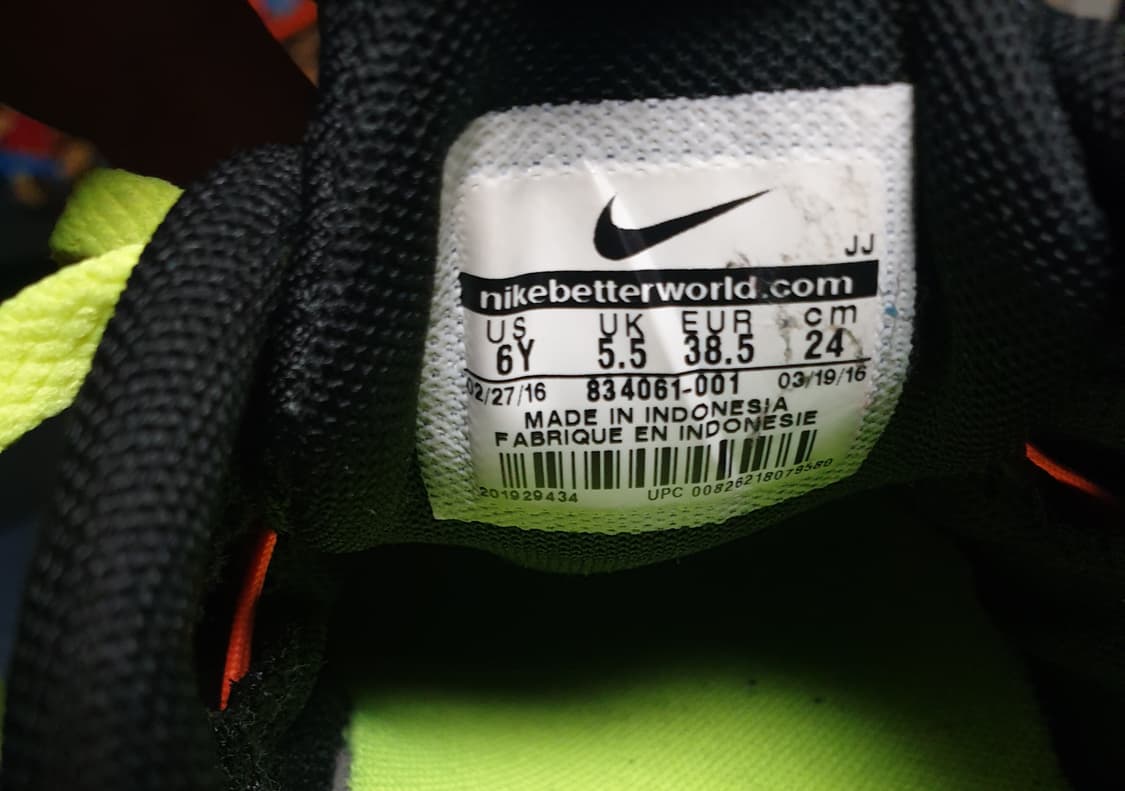 JJ
nikebetterworld.com
US UK EUR cm
6Y 5.5 38.5 24
02/27/16 834061-001 03/19/16
MADE IN INDONESIA
FABRIQUE EN INDONESIE
201929434 UPC 00826218079580